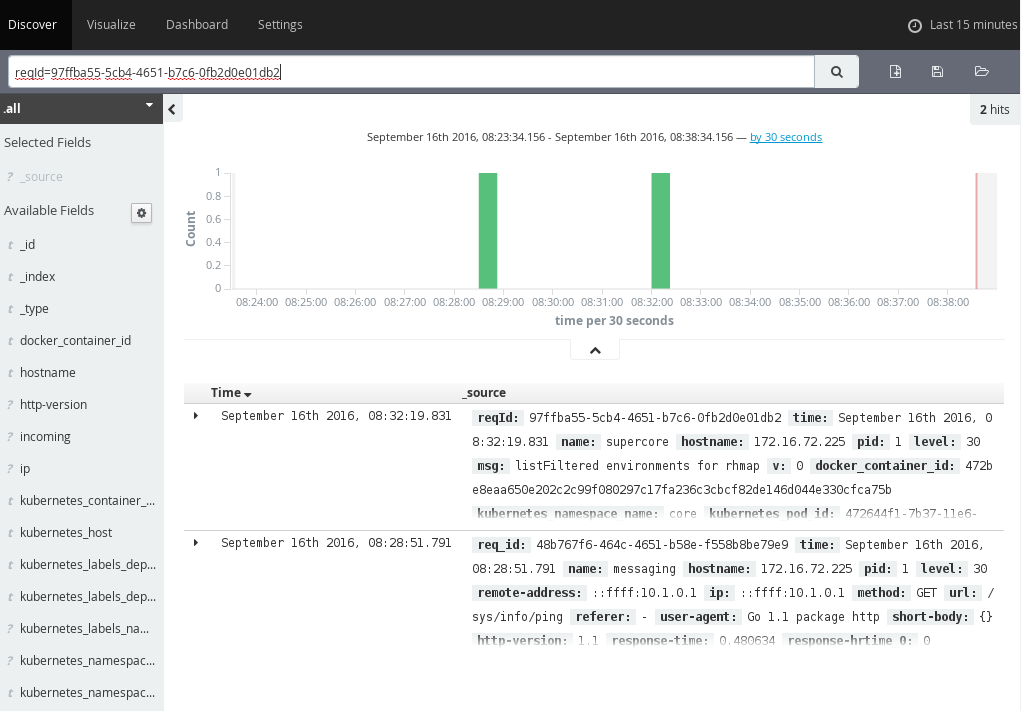 Discover Visualize Dashboard Settings Last 15 minutes
reqId=97ffba55-5cb4-4651-b7c6-0fb2d0e01db2
.all
2 hits
Selected Fields
? _source
Available Fields
t _id
t _index
t _type
t docker_container_id
t hostname
? http-version
? incoming
? ip
t kubernetes_container_...
t kubernetes_host
t kubernetes_labels_dep...
t kubernetes_labels_dep...
? kubernetes_labels_na...
? kubernetes_namespac...
t kubernetes_namespac...
September 16th 2016, 08:23:34.156 - September 16th 2016, 08:38:34.156 — by 30 seconds
Count
1
0.8
0.6
0.4
0.2
0
08:24:00 08:25:00 08:26:00 08:27:00 08:28:00 08:29:00 08:30:00 08:31:00 08:32:00 08:33:00 08:34:00 08:35:00 08:36:00 08:37:00 08:38:00
time per 30 seconds
Time _source
September 16th 2016, 08:32:19.831 reqId: 97ffba55-5cb4-4651-b7c6-0fb2d0e01db2 time: September 16th 2016, 0
8:32:19.831 name: supercore hostname: 172.16.72.225 pid: 1 level: 30
msg: listFiltered environments for rhmap v: 0 docker_container_id: 472b
e8eaa650e202c2c99f080297c17fa236c3cbcf82de146d044e330cfca75b
kubernetes_namespace_name: core kubernetes_pod_id: 472644f1-7b37-11e6-
September 16th 2016, 08:28:51.791 req_id: 48b767f6-464c-4651-b58e-f558b8be79e9 time: September 16th 2016,
08:28:51.791 name: messaging hostname: 172.16.72.225 pid: 1 level: 30
remote-address: ::ffff:10.1.0.1 ip: ::ffff:10.1.0.1 method: GET url: /
sys/info/ping referer: - user-agent: Go 1.1 package http short-body: {}
http-version: 1.1 response-time: 0.480634 response-hrtime_0: 0